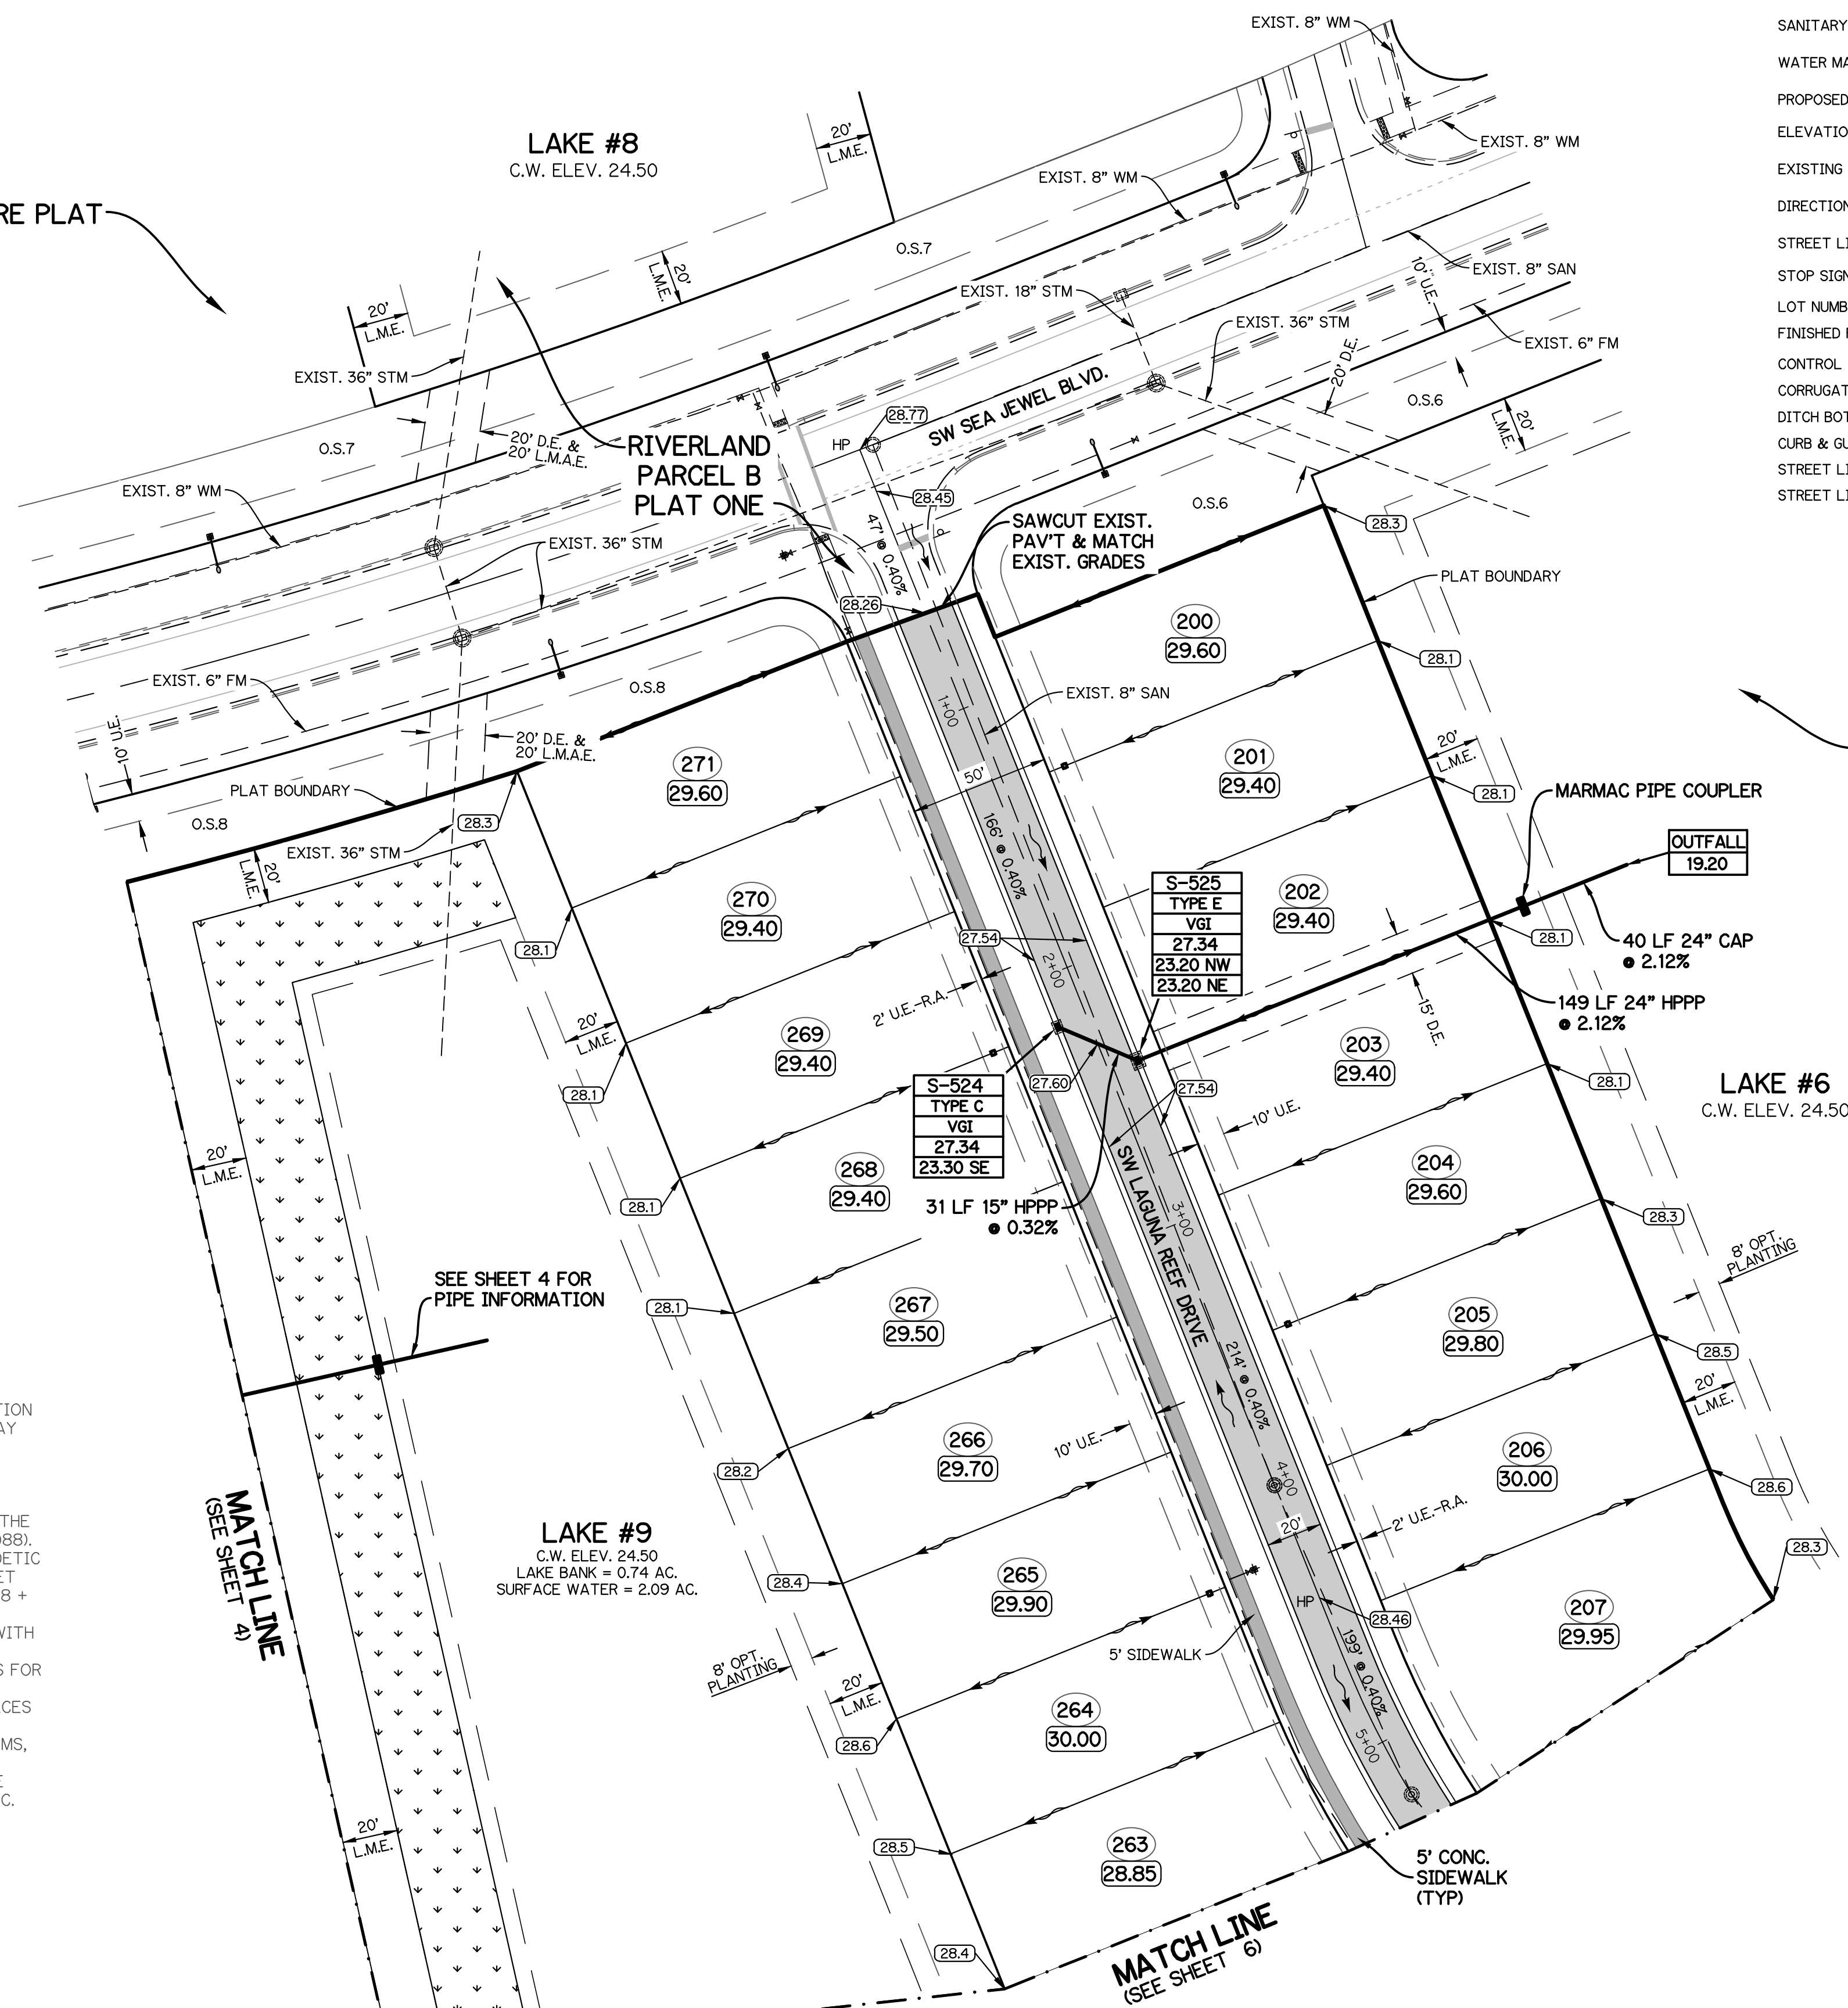 EXIST. 8" WM
LAKE #8
C.W. ELEV. 24.50
20'
L.M.E.
EXIST. 8" WM
EXIST. 8" WM
RE PLAT
O.S.7
20'
L.M.E.
EXIST. 8" SAN
10' U.E.
EXIST. 18" STM
EXIST. 36" STM
EXIST. 6" FM
20' D.E.
20'
L.M.E.
EXIST. 36" STM
SW SEA JEWEL BLVD.
28.77
HP
O.S.6
20'
L.M.E.
O.S.7
20' D.E. &
20' L.M.A.E.
RIVERLAND
PARCEL B
PLAT ONE
EXIST. 8" WM
28.45
47' @ 0.40%
SAWCUT EXIST.
PAV'T & MATCH
EXIST. GRADES
O.S.6
28.3
EXIST. 36" STM
PLAT BOUNDARY
28.26
EXIST. 6" FM
O.S.8
10' U.E.
20' D.E. &
20' L.M.A.E.
PLAT BOUNDARY
O.S.8
28.3
EXIST. 36" STM
20'
L.M.E.
200
29.60
28.1
EXIST. 8" SAN
1+00
271
29.60
50'
201
29.40
20'
L.M.E.
28.1
MARMAC PIPE COUPLER
OUTFALL
19.20
166' @ 0.40%
270
29.40
S-525
TYPE E
VGI
27.34
23.20 NW
23.20 NE
202
29.40
28.1
40 LF 24" CAP
@ 2.12%
28.1
27.54
2+00
149 LF 24" HPPP
@ 2.12%
15' D.E.
2' U.E.-R.A.
20'
L.M.E.
269
29.40
203
29.40
28.1
28.1
27.60
27.54
LAKE #6
C.W. ELEV. 24.50
S-524
TYPE C
VGI
27.34
23.30 SE
10' U.E.
20'
L.M.E.
268
29.40
28.1
31 LF 15" HPPP
@ 0.32%
SW LAGUNA REEF DRIVE
3+00
204
29.60
28.3
8' OPT.
PLANTING
SEE SHEET 4 FOR
PIPE INFORMATION
28.1
267
29.50
205
29.80
28.5
20'
L.M.E.
214' @ 0.40%
10' U.E.
266
29.70
28.2
4+00
206
30.00
28.6
2' U.E.-R.A.
20'
MATCH LINE
(SEE SHEET 4)
LAKE #9
C.W. ELEV. 24.50
LAKE BANK = 0.74 AC.
SURFACE WATER = 2.09 AC.
28.4
265
29.90
28.3
HP
28.46
207
29.95
199' @ 0.40%
5' SIDEWALK
8' OPT.
PLANTING
20'
L.M.E.
28.6
264
30.00
5+00
20'
L.M.E.
28.5
263
28.85
5' CONC.
SIDEWALK
(TYP)
28.4
MATCH LINE
(SEE SHEET 6)
SANITARY
WATER MA
PROPOSED
ELEVATIO
EXISTING
DIRECTION
STREET LI
STOP SIGN
LOT NUMB
FINISHED F
CONTROL
CORRUGAT
DITCH BOT
CURB & GU
STREET LI
STREET LI
TION
AY
THE
088).
DETIC
ET
8 +
WITH
S FOR
CES
MS,
E
C.